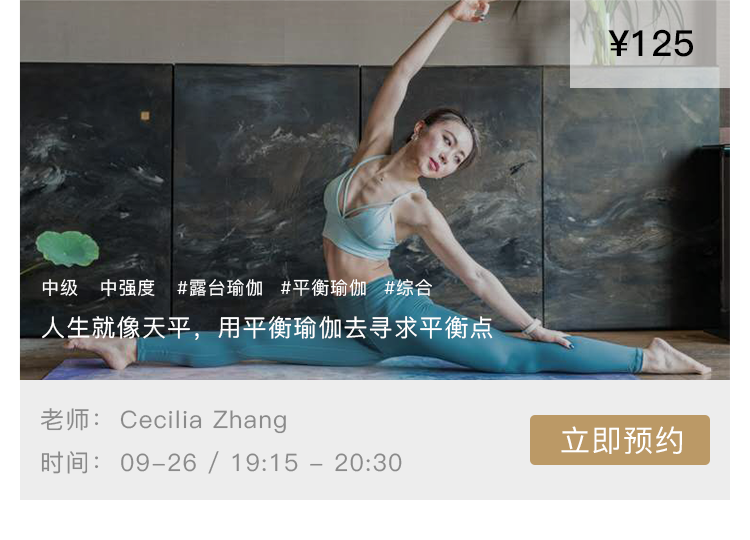 ¥125
中级 中强度 #露台瑜伽 #平衡瑜伽 #综合
人生就像天平，用平衡瑜伽去寻求平衡点
老师： Cecilia Zhang
时间： 09-26 / 19:15 - 20:30
立即预约